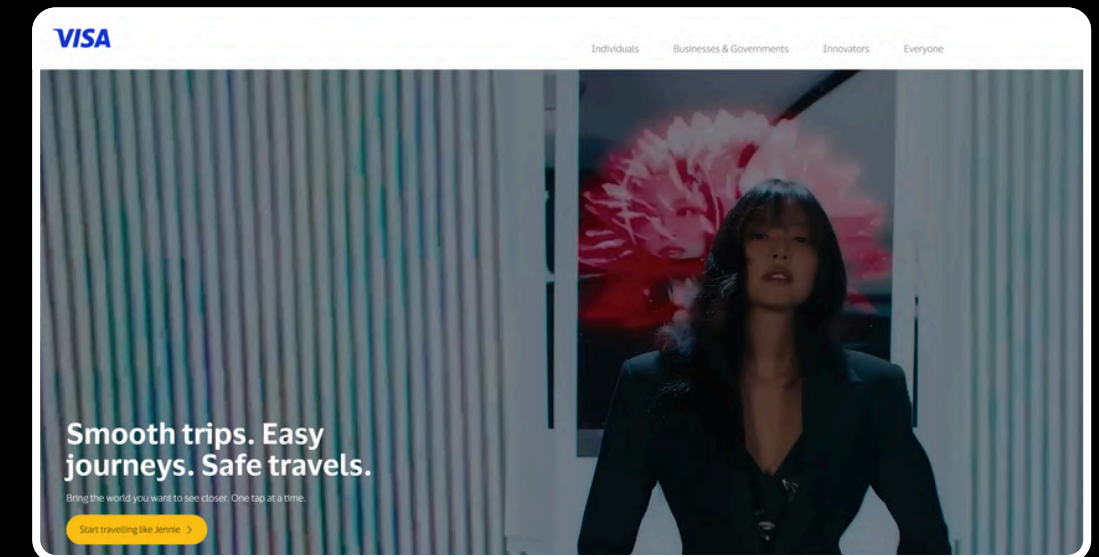 VISA
Individuals Businesses & Governments Innovators Everyone
Smooth trips. Easy
journeys. Safe travels.
Bring the world you want to see closer. One tap at a time.
Start travelling like Jennie >